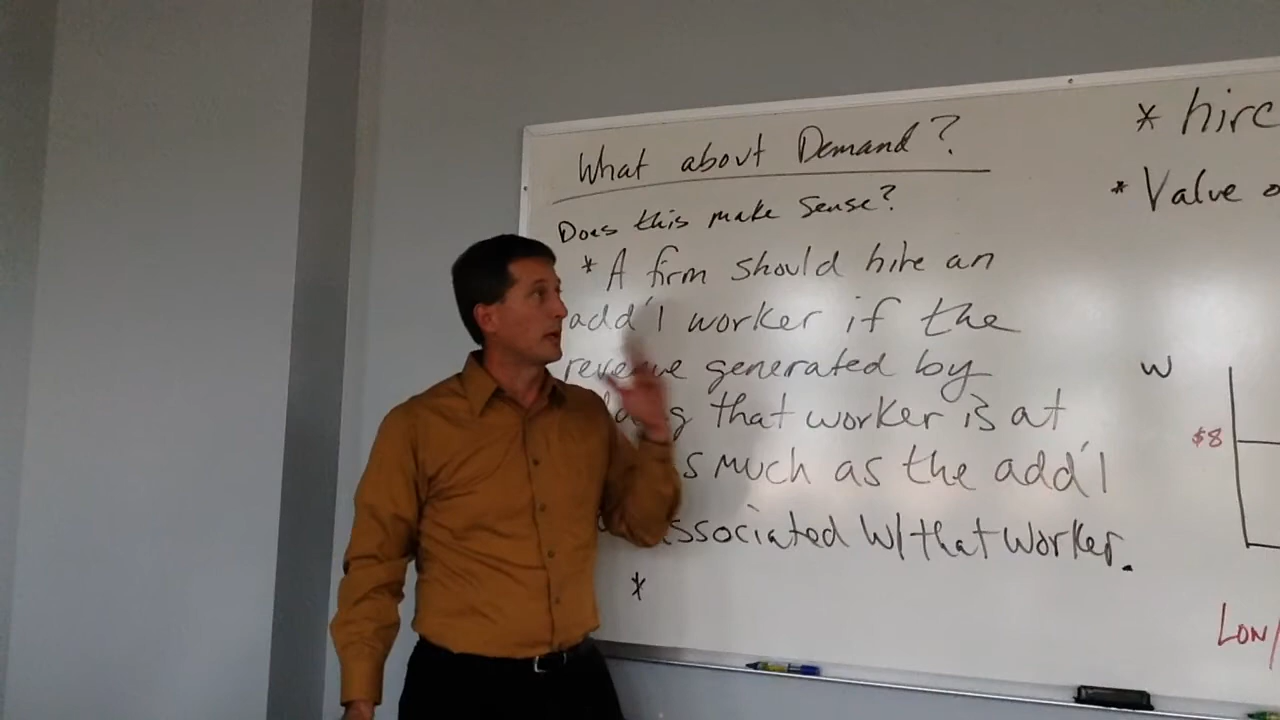 What about Demand?
Does this make sense?
* A firm should hire an
add'l worker if the
revenue generated by
that worker is at
much as the add'l
associated w/that worker.
*
* hire
* Value
W
$8